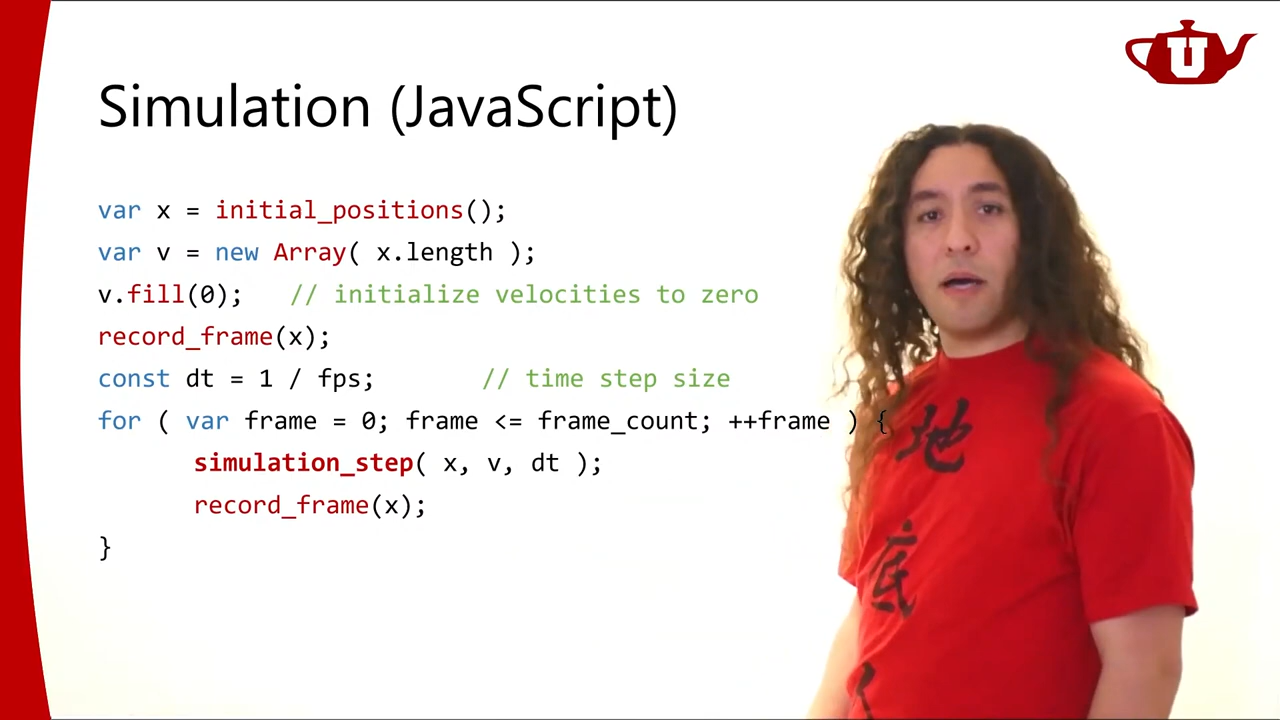 U
Simulation (JavaScript)
var x = initial_positions();
var v = new Array( x.length );
v.fill(0); // initialize velocities to zero
record_frame(x);
const dt = 1 / fps; // time step size
for ( var frame = 0; frame <= frame_count; ++frame ) {
simulation_step( x, v, dt );
record_frame(x);
}
地
底
人